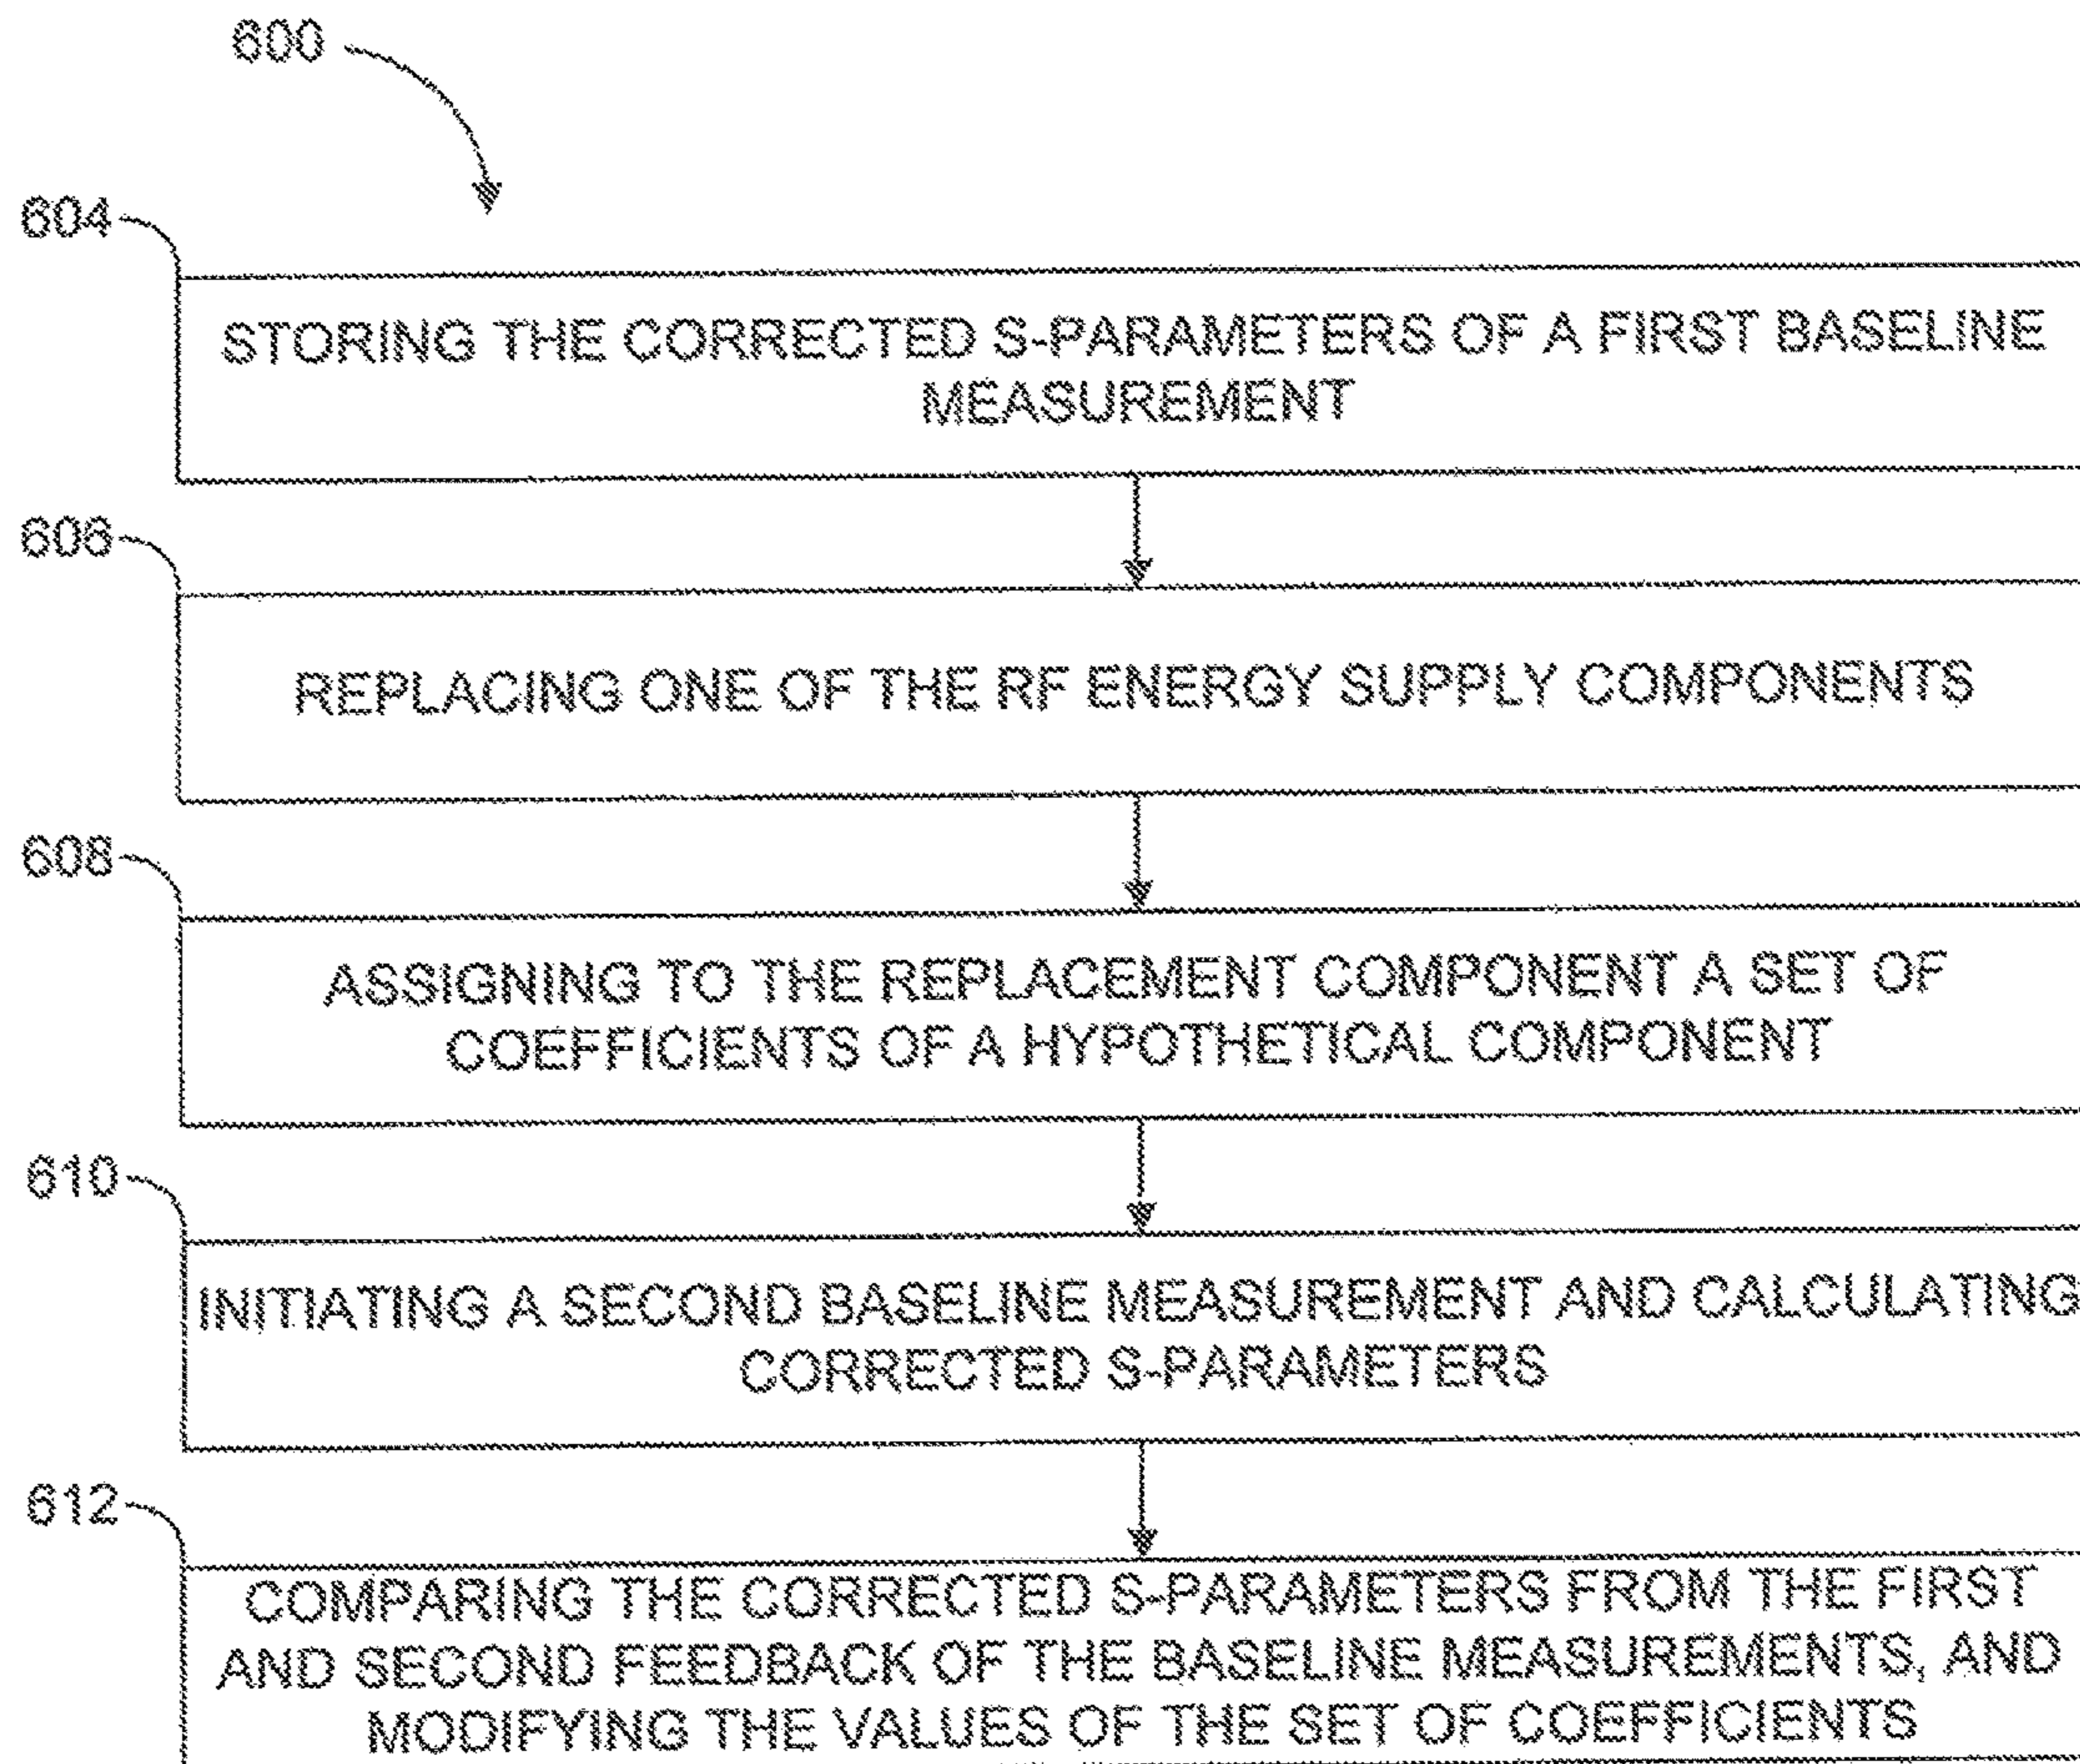 600
604
STORING THE CORRECTED S-PARAMETERS OF A FIRST BASELINE
MEASUREMENT
606
REPLACING ONE OF THE RF ENERGY SUPPLY COMPONENTS
608
ASSIGNING TO THE REPLACEMENT COMPONENT A SET OF
COEFFICIENTS OF A HYPOTHETICAL COMPONENT
610
INITIATING A SECOND BASELINE MEASUREMENT AND CALCULATING
CORRECTED S-PARAMETERS
612
COMPARING THE CORRECTED S-PARAMETERS FROM THE FIRST
AND SECOND FEEDBACK OF THE BASELINE MEASUREMENTS, AND
MODIFYING THE VALUES OF THE SET OF COEFFICIENTS